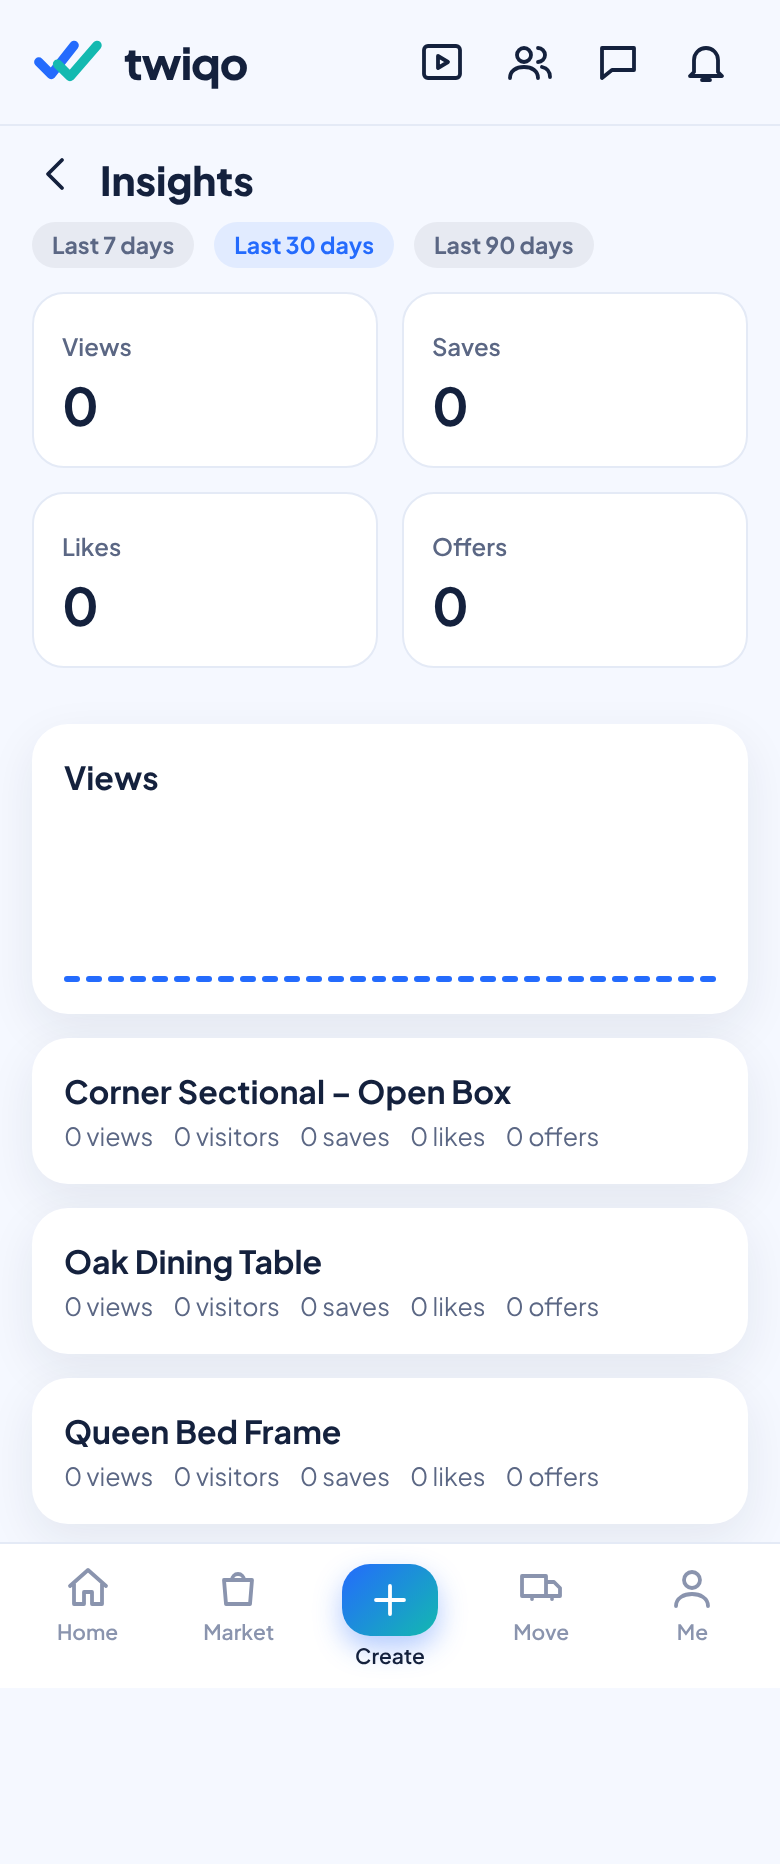 twiqo
Insights
Last 7 days Last 30 days Last 90 days
Views Saves
0 0
Likes Offers
0 0
Views
Corner Sectional – Open Box
0 views 0 visitors 0 saves 0 likes 0 offers
Oak Dining Table
0 views 0 visitors 0 saves 0 likes 0 offers
Queen Bed Frame
0 views 0 visitors 0 saves 0 likes 0 offers
Home Market Create Move Me